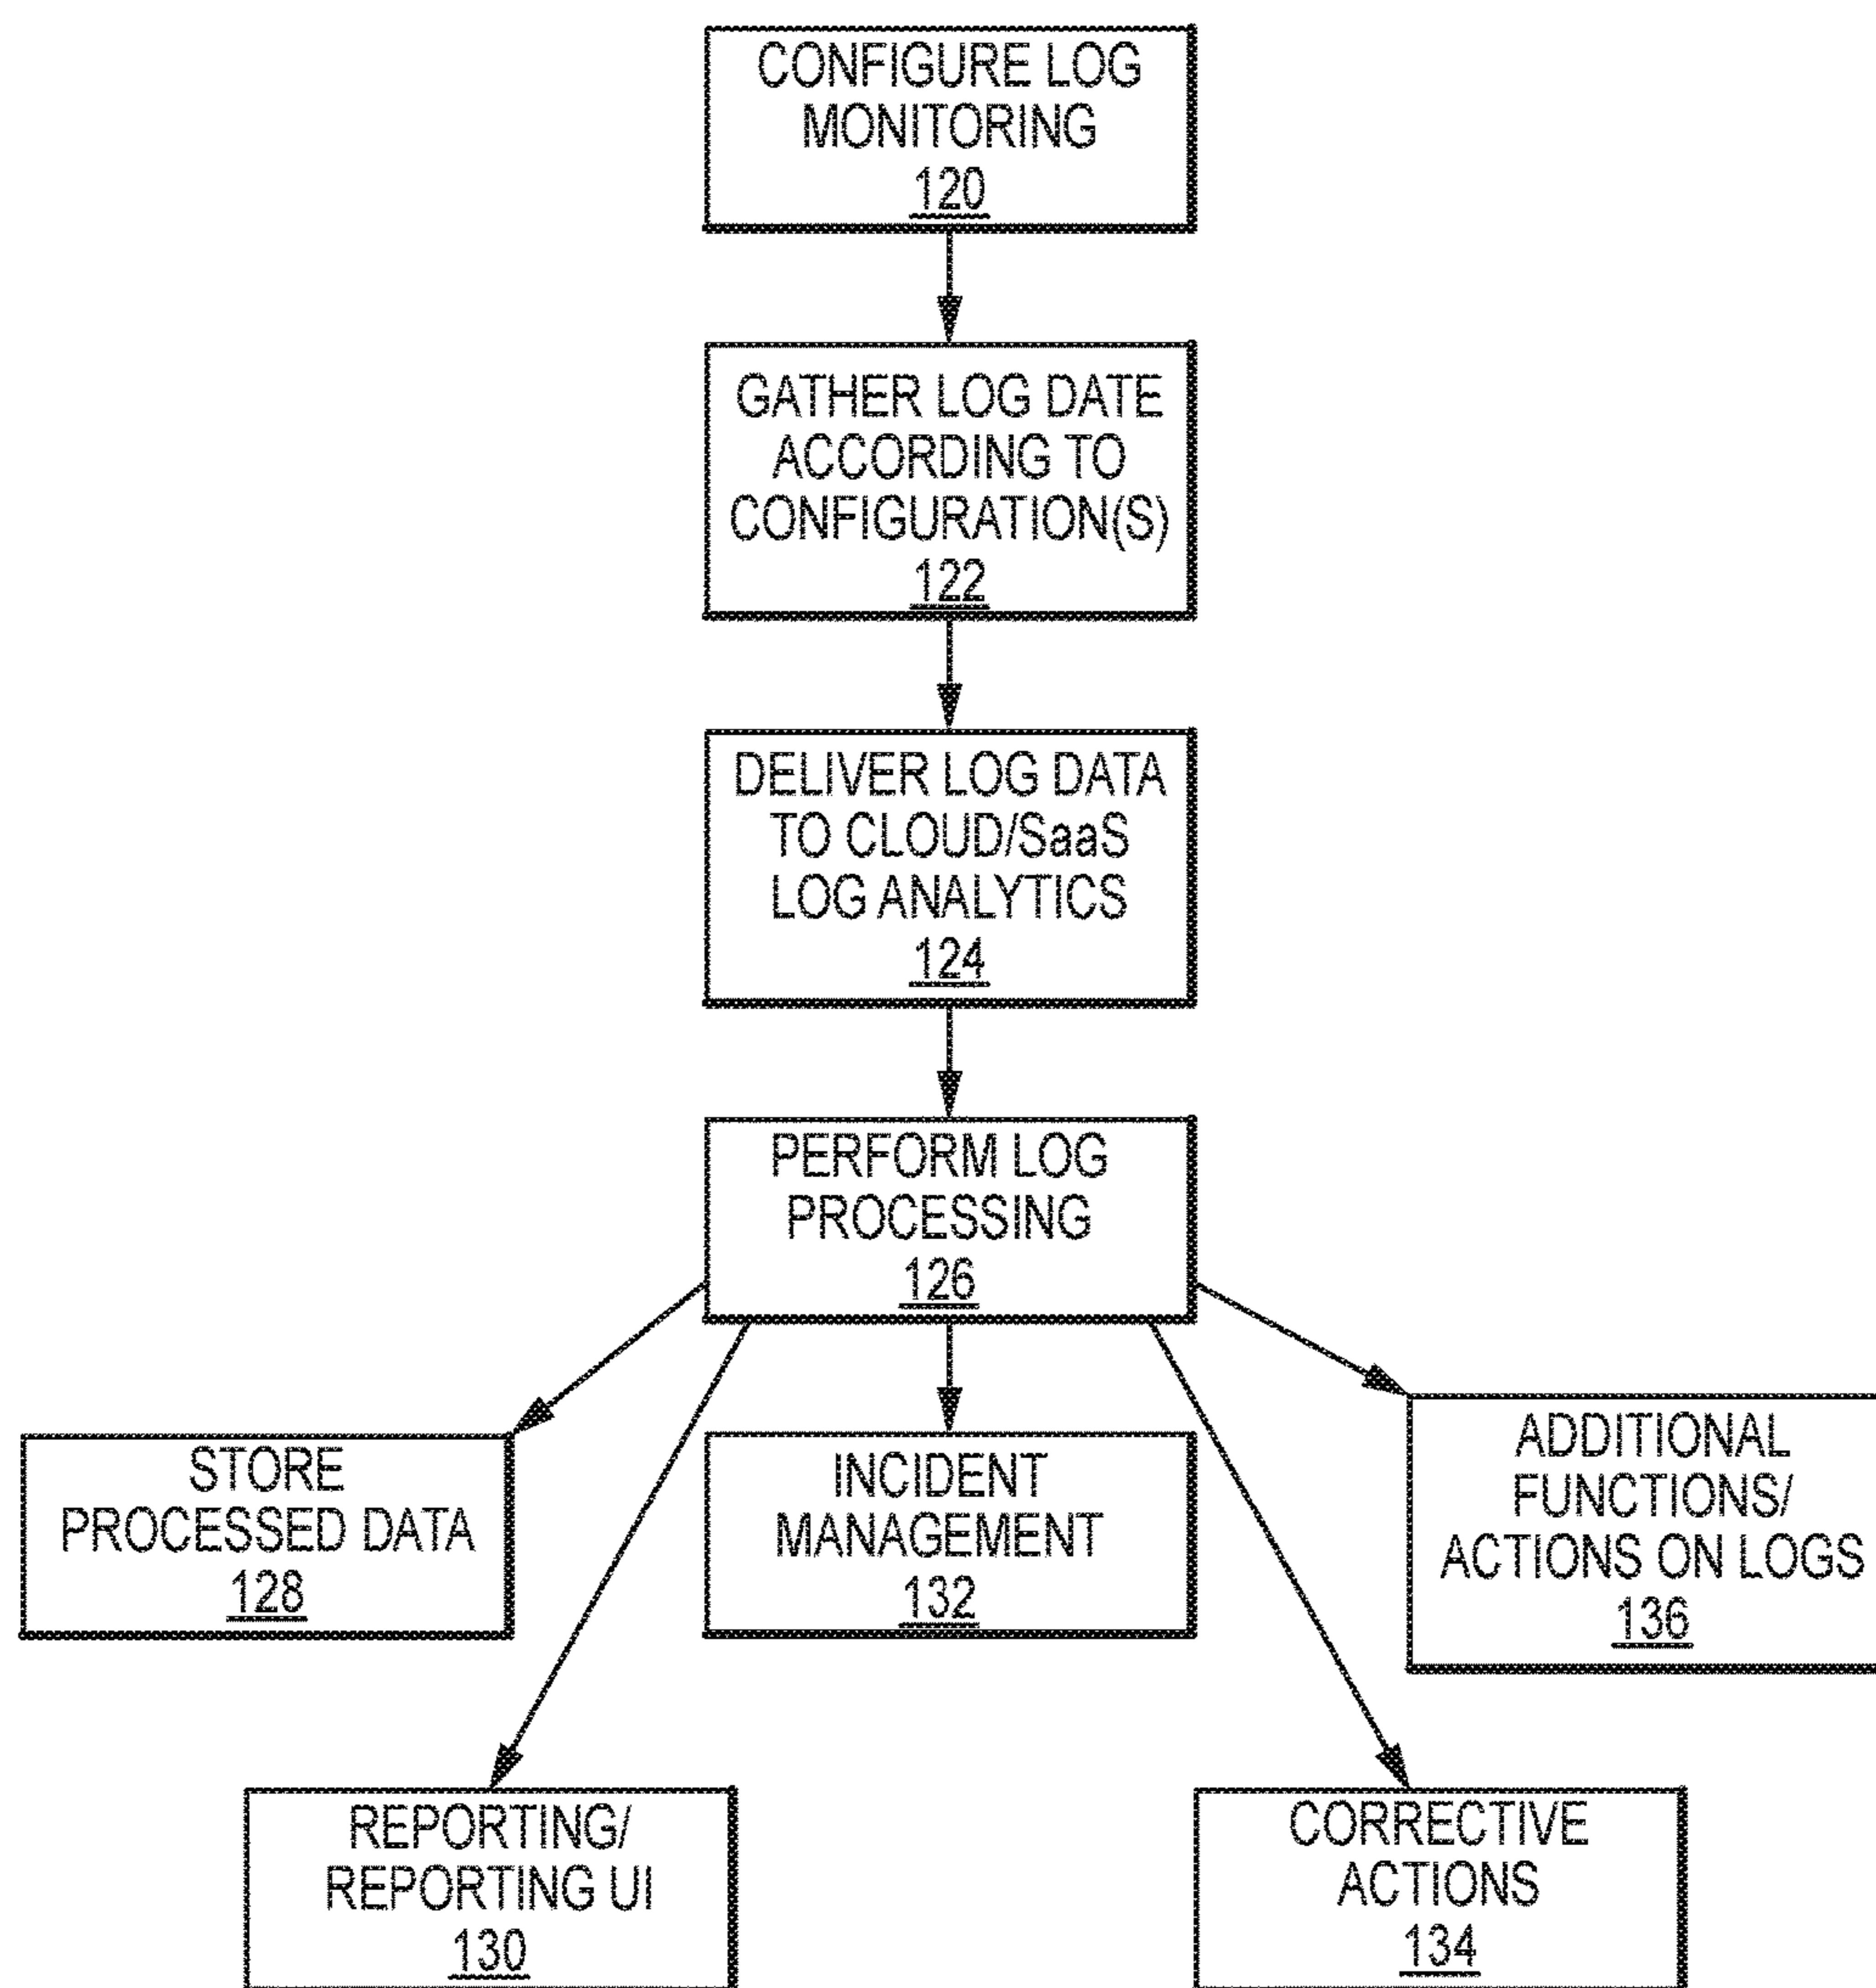 CONFIGURE LOG
MONITORING
120
GATHER LOG DATE
ACCORDING TO
CONFIGURATION(S)
122
DELIVER LOG DATA
TO CLOUD/SaaS
LOG ANALYTICS
124
PERFORM LOG
PROCESSING
126
STORE
PROCESSED DATA
128
INCIDENT
MANAGEMENT
132
ADDITIONAL
FUNCTIONS/
ACTIONS ON LOGS
136
REPORTING/
REPORTING UI
130
CORRECTIVE
ACTIONS
134